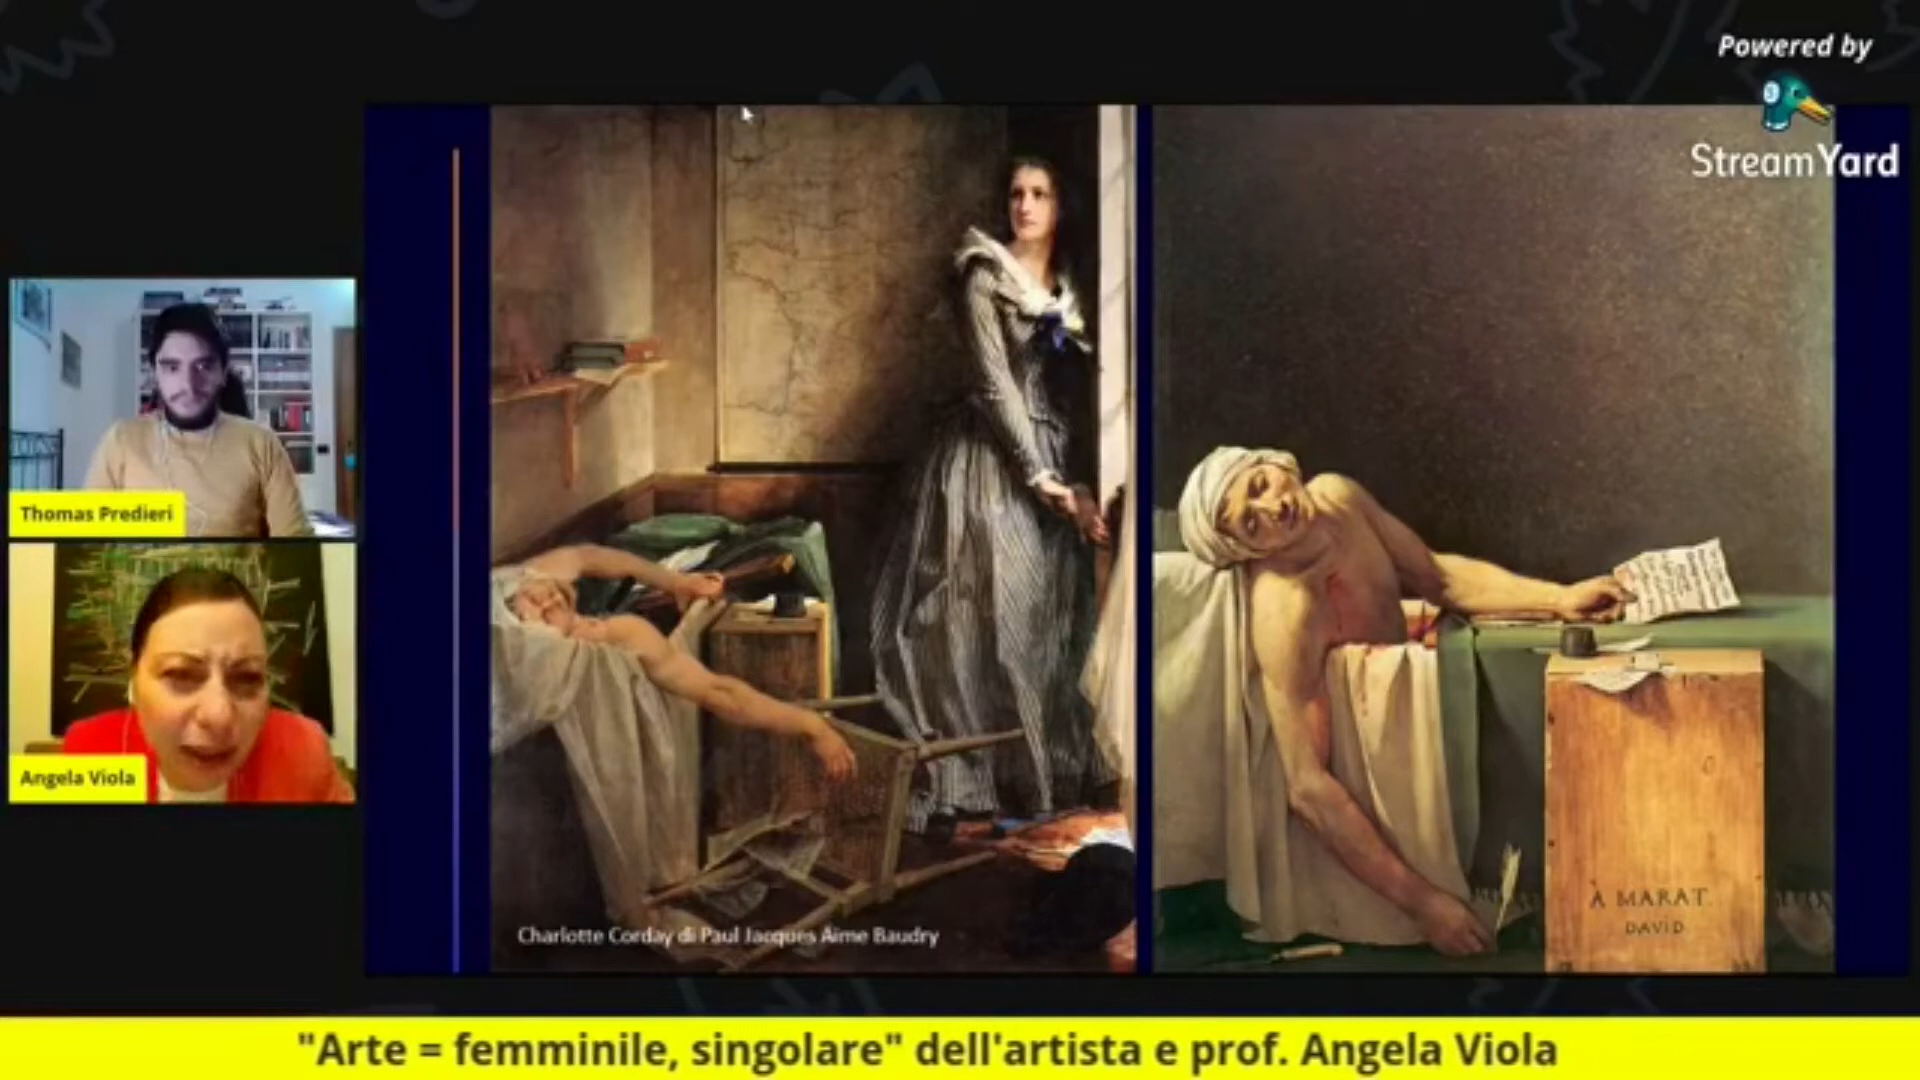 Powered by
StreamYard
Thomas Predieri
Angela Viola
Charlotte Corday di Paul Jacques Aime Baudry
À MARAT.
DAVID
"Arte = femminile, singolare" dell'artista e prof. Angela Viola